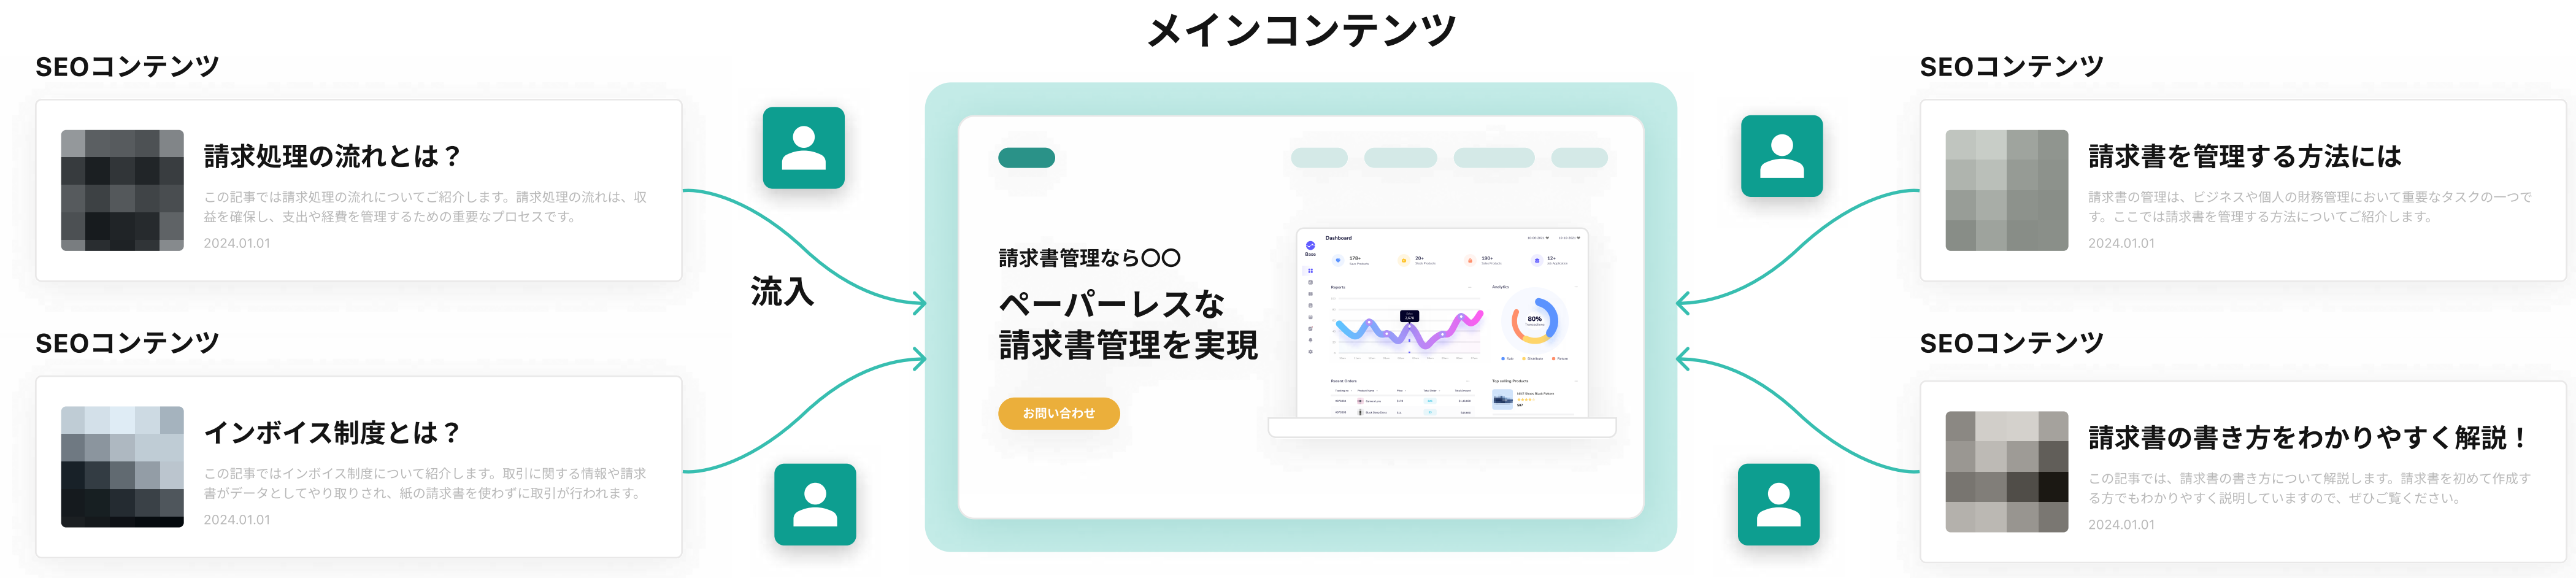 メインコンテンツ
SEOコンテンツ
請求処理の流れとは？
この記事では請求処理の流れについてご紹介します。請求処理の流れは、収
益を確保し、支出や経費を管理するための重要なプロセスです。
2024.01.01
SEOコンテンツ
インボイス制度とは？
この記事ではインボイス制度について紹介します。取引に関する情報や請求
書がデータとしてやり取りされ、紙の請求書を使わずに取引が行われます。
2024.01.01
流入
請求書管理なら〇〇
ペーパーレスな
請求書管理を実現
お問い合わせ
Dashboard
Base
178+
20+
190+
12+
Reports
Analytics
80%
Recent Orders
Top selling Products
SEOコンテンツ
請求書を管理する方法には
請求書の管理は、ビジネスや個人の財務管理において重要なタスクの一つで
す。ここでは請求書を管理する方法についてご紹介します。
2024.01.01
SEOコンテンツ
請求書の書き方をわかりやすく解説！
この記事では、請求書の書き方について解説します。請求書を初めて作成す
る方でもわかりやすく説明していますので、ぜひご覧ください。
2024.01.01